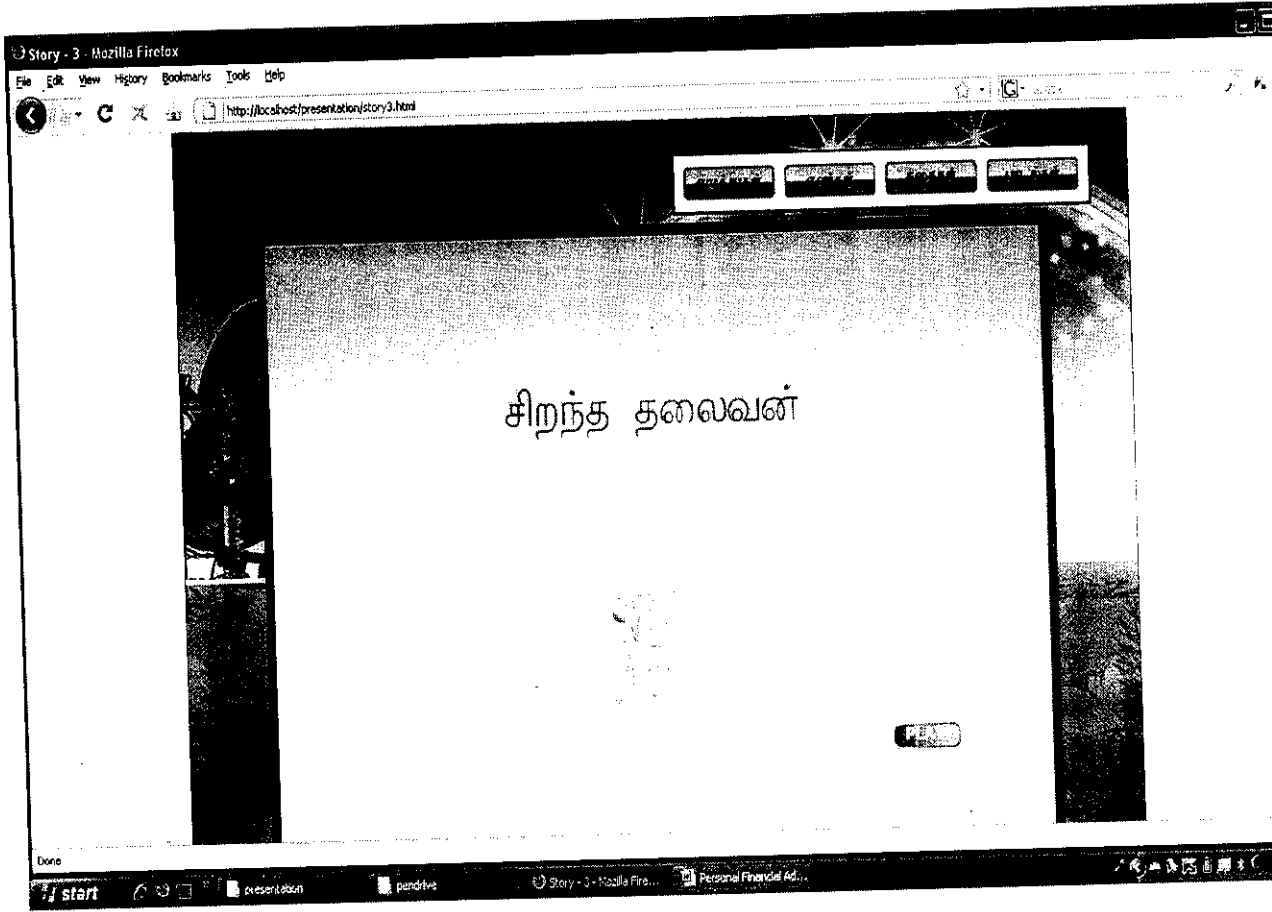 Story - 3 - Mozilla Firefox
File Edit View History Bookmarks Tools Help
http://localhost/presentation/story3.html
சிறந்த தலைவன்
Done
start presentation pendrive Story - 3 - Mozilla Fire... Personal Financial Ad...